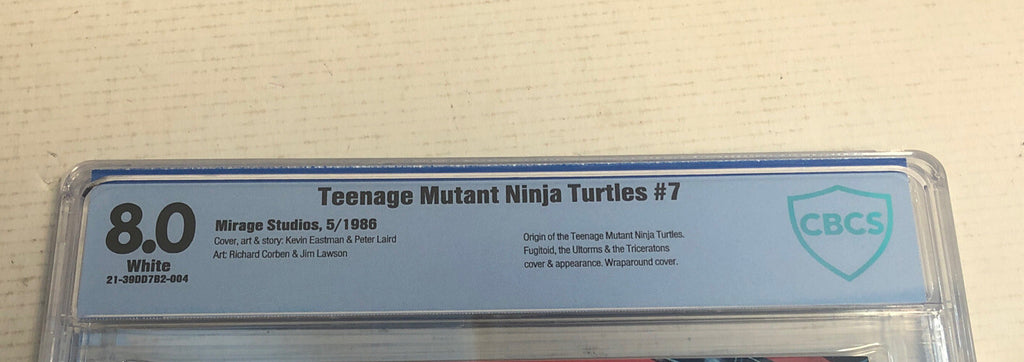 Teenage Mutant Ninja Turtles #7
8.0
White
21-39DD7B2-004
Mirage Studios, 5/1986
Cover, art & story: Kevin Eastman & Peter Laird
Art: Richard Corben & Jim Lawson
Origin of the Teenage Mutant Ninja Turtles.
Fugitoid, the Utorms & the Triceratons
cover & appearance. Wraparound cover.
CBCS